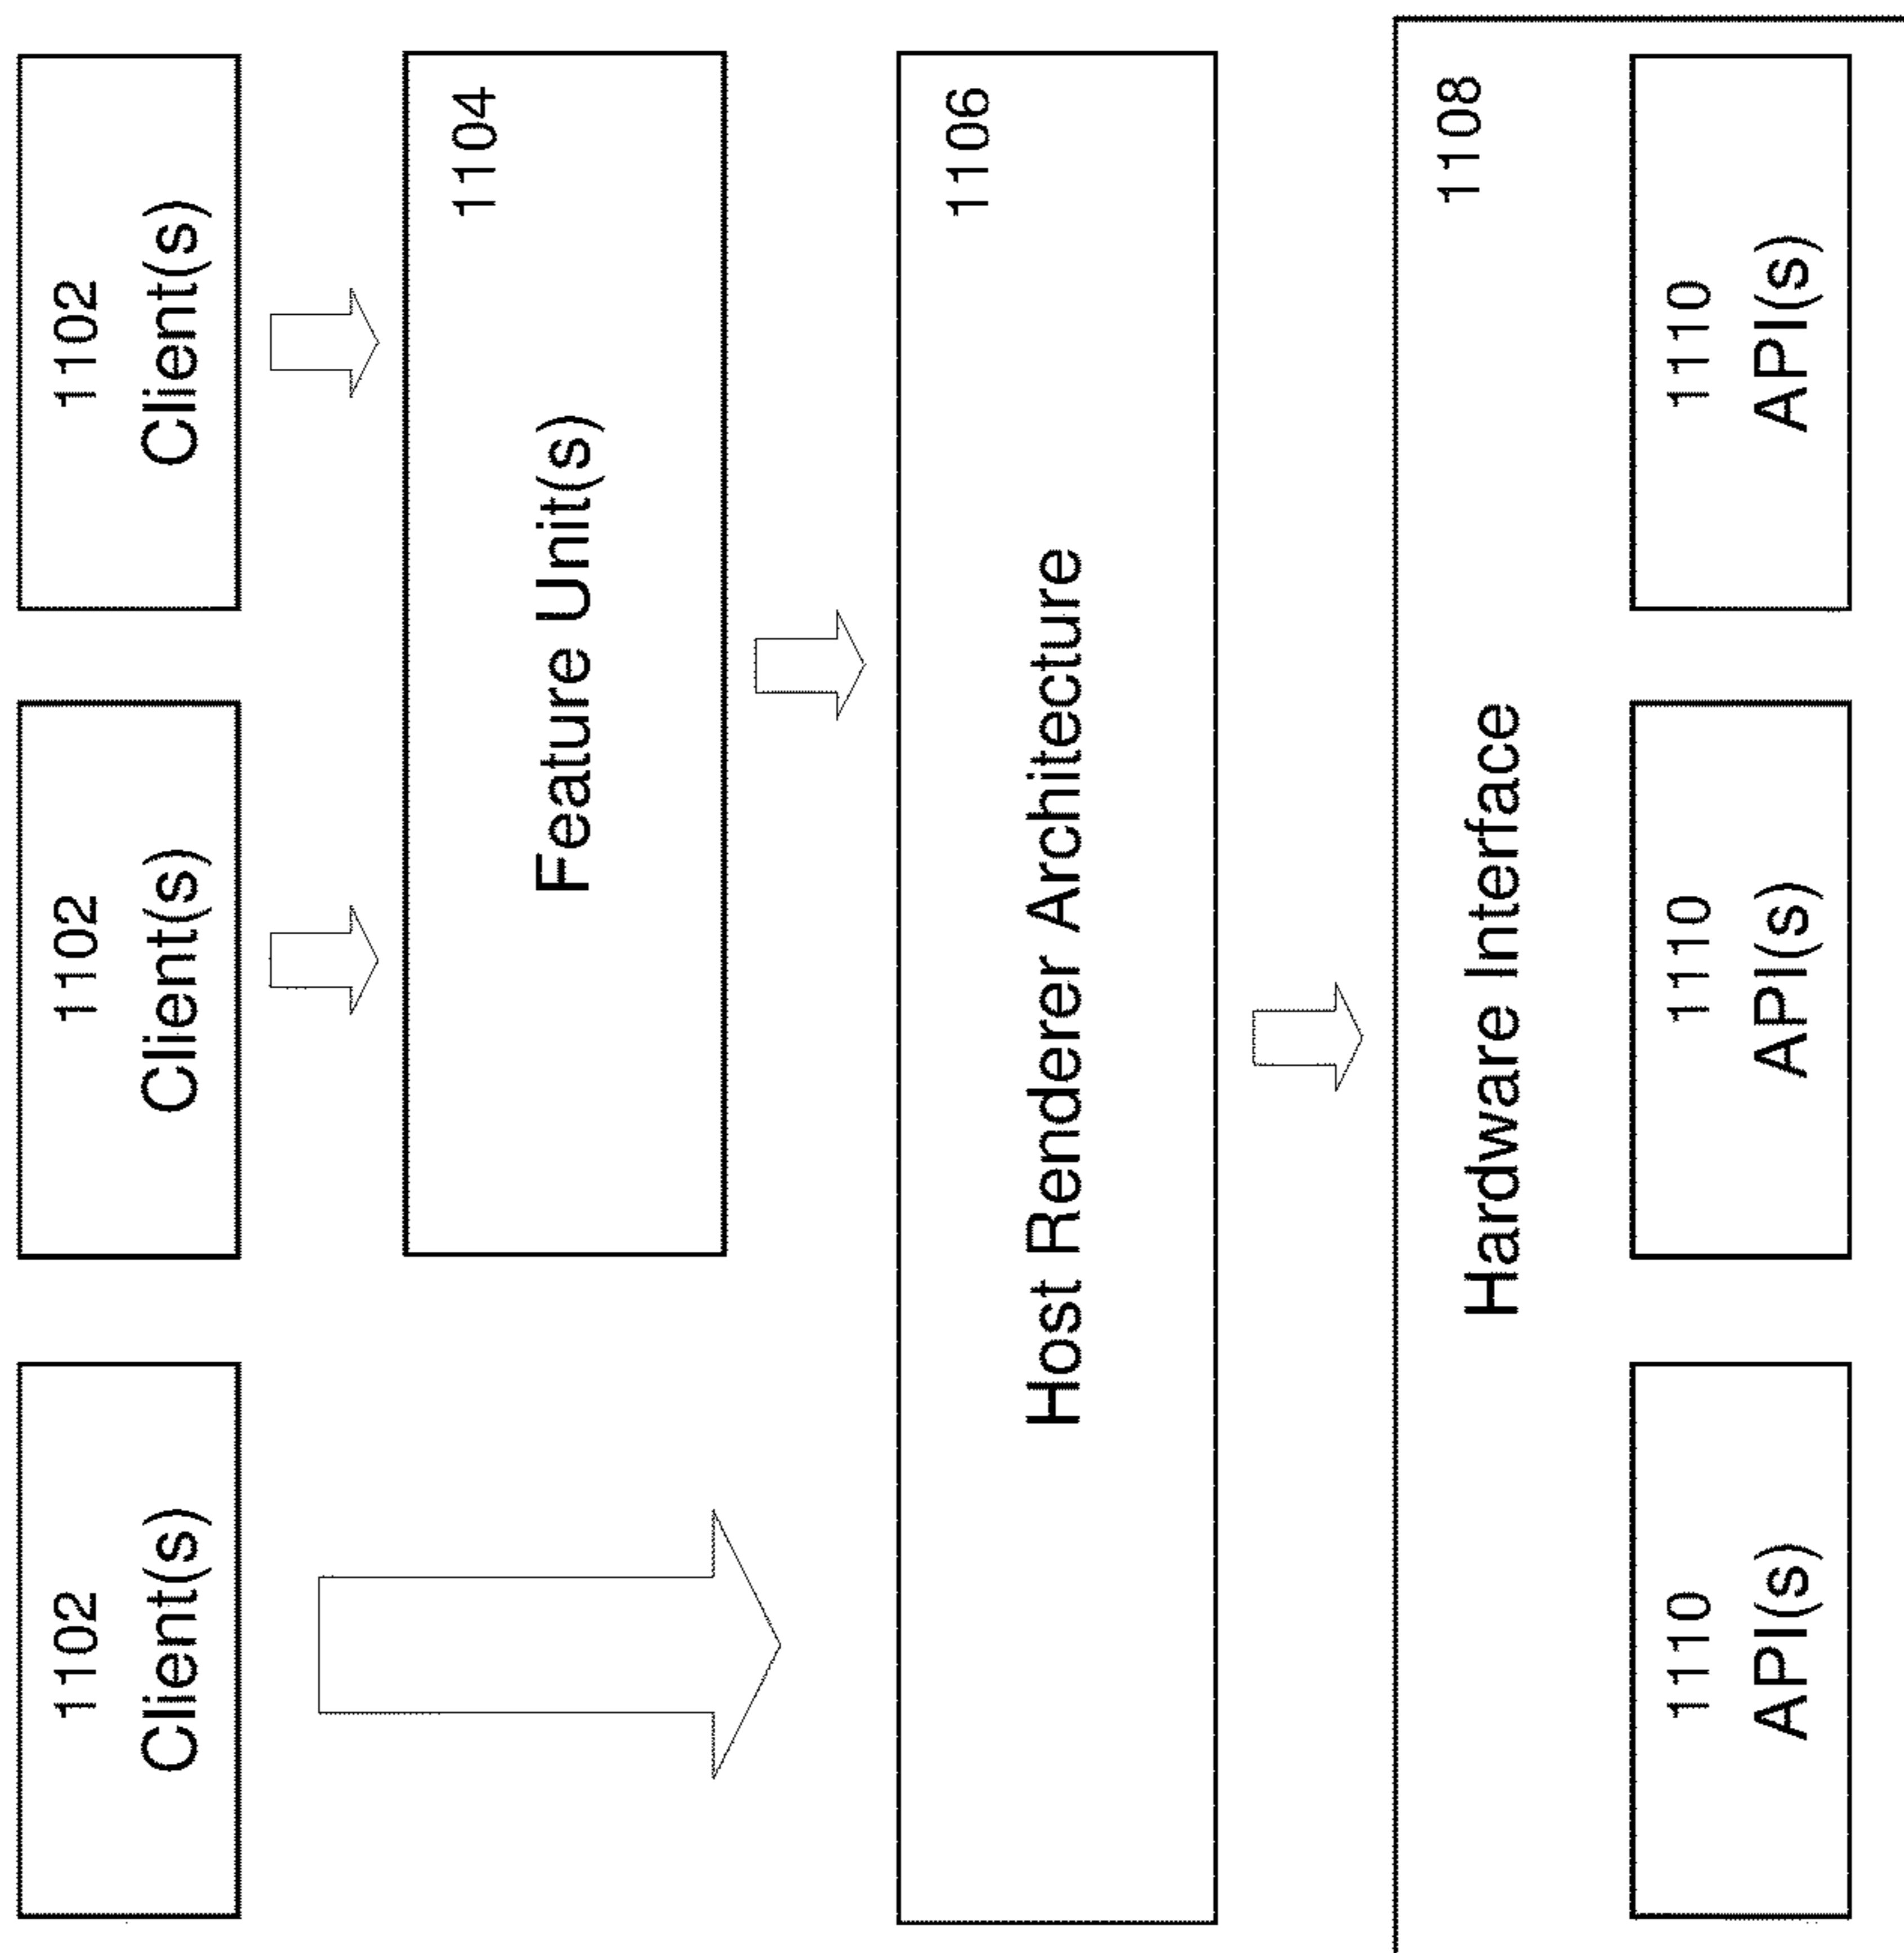 1102
Client(s)
1102
Client(s)
1102
Client(s)
1104
Feature Unit(s)
1106
Host Renderer Architecture
1108
Hardware Interface
1110
API(s)
1110
API(s)
1110
API(s)